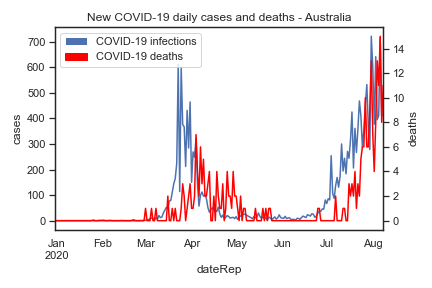 New COVID-19 daily cases and deaths - Australia
COVID-19 infections
COVID-19 deaths
cases
700
600
500
400
300
200
100
0
deaths
14
12
10
8
6
4
2
0
Jan Feb Mar Apr May Jun Jul Aug
2020
dateRep